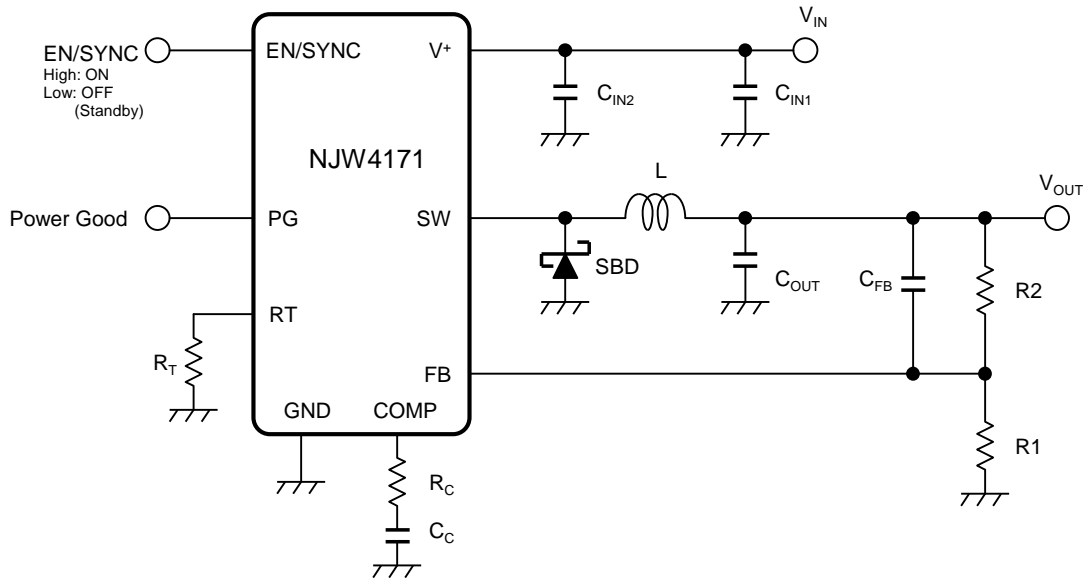 EN/SYNC
High: ON
Low: OFF
(Standby)
Power Good
EN/SYNC
V+
NJW4171
PG
SW
RT
FB
GND
COMP
RT
RC
CC
VIN
CIN2
CIN1
L
VOUT
SBD
COUT
CFB
R2
R1